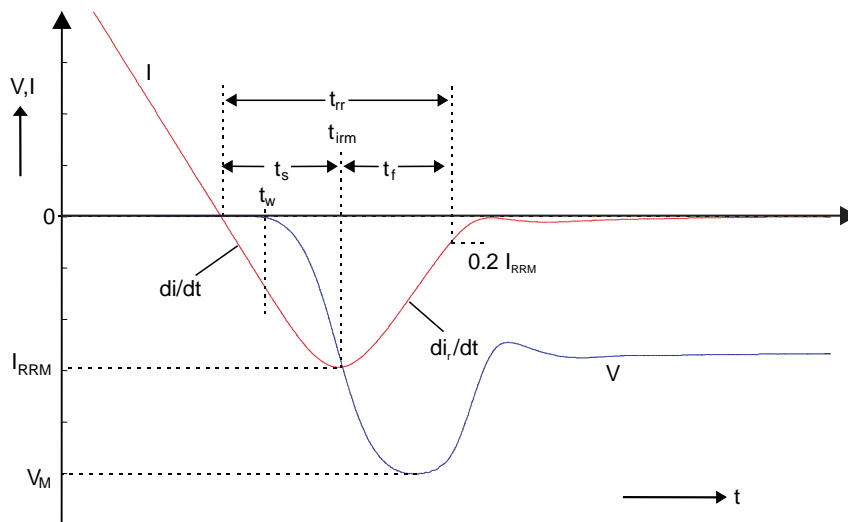 I
V,I
t_rr
t_irm
t_s
t_f
t_w
0
0.2 I_RRM
di/dt
di_r/dt
I_RRM
V
V_M
t